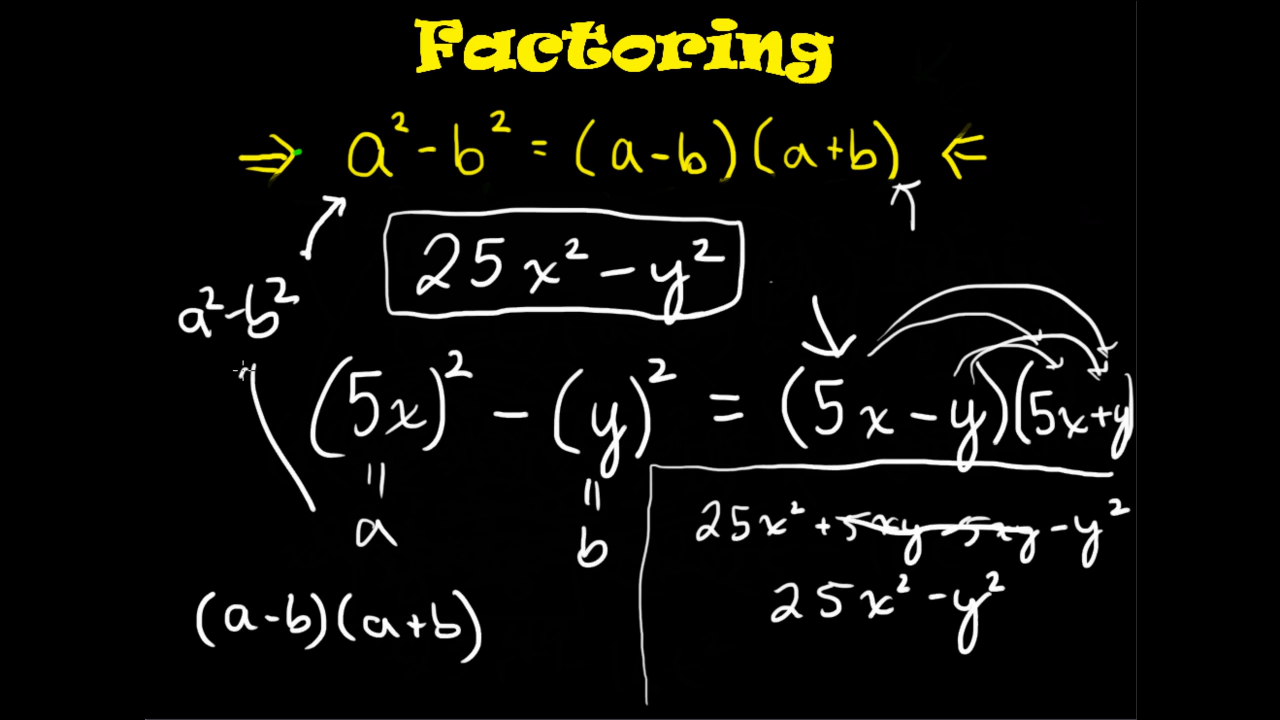 Factoring
⇒ a² - b² = (a-b)(a+b) ⇐
25x² - y²
a²-b²
(5x)² - (y)² = (5x - y)(5x+y)
= =
a b
25x² + 5xy - 5xy - y²
25x² - y²
(a-b)(a+b)